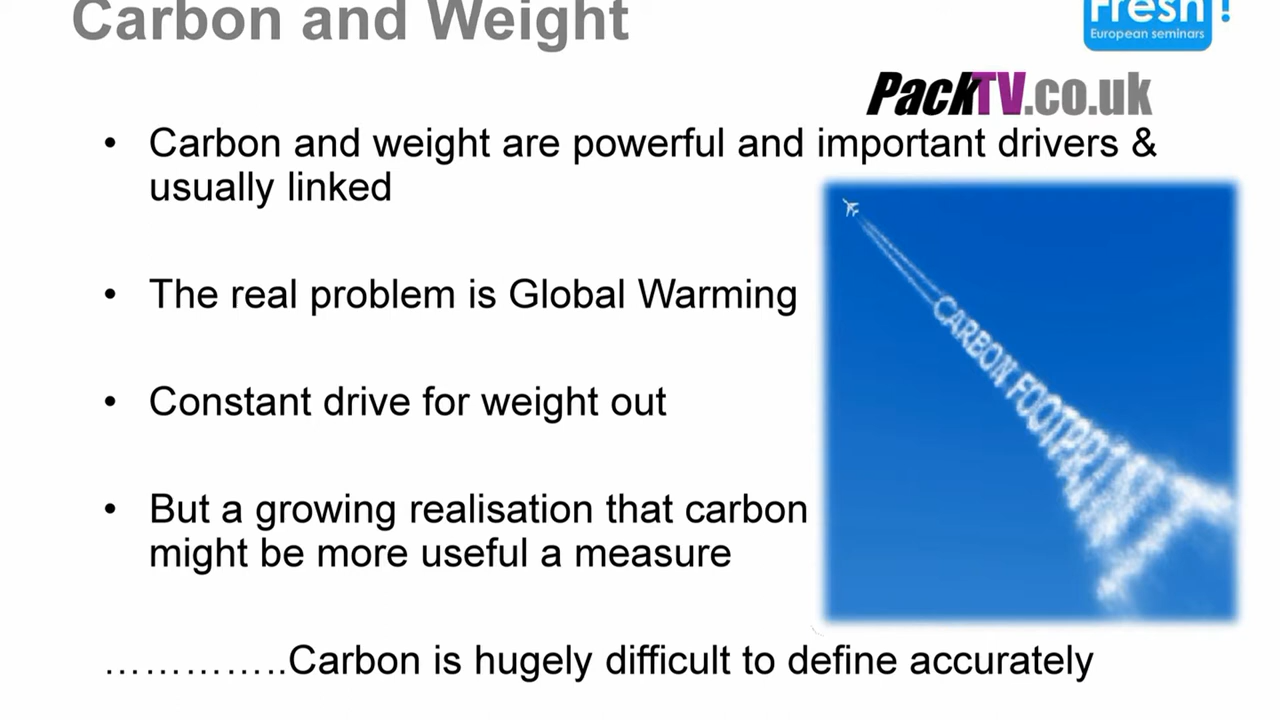 Carbon and Weight
Fresh!
European seminars
PackTV.co.uk
• Carbon and weight are powerful and important drivers &
usually linked
• The real problem is Global Warming
CARBON FOOTPRINT
• Constant drive for weight out
• But a growing realisation that carbon
might be more useful a measure
…………..Carbon is hugely difficult to define accurately